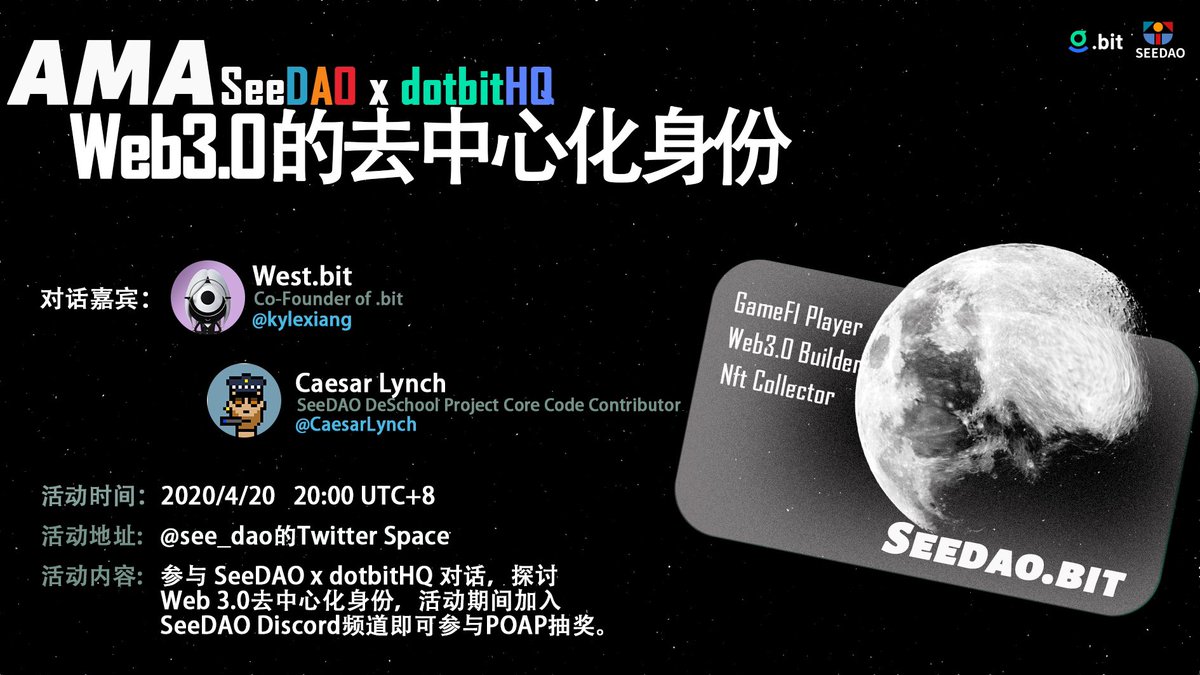 .bit
SEEDAO
AMA SeeDAO x dotbitHQ
Web3.0的去中心化身份
对话嘉宾：
West.bit
Co-Founder of .bit
@kylexiang
Caesar Lynch
SeeDAO DeSchool Project Core Code Contributor
@CaesarLynch
活动时间： 2020/4/20 20:00 UTC+8
活动地址： @see_dao的Twitter Space
活动内容： 参与 SeeDAO x dotbitHQ 对话，探讨
Web 3.0去中心化身份，活动期间加入
SeeDAO Discord频道即可参与POAP抽奖。
GameFI Player
Web3.0 Builder
Nft Collector
SEEDAO.BIT